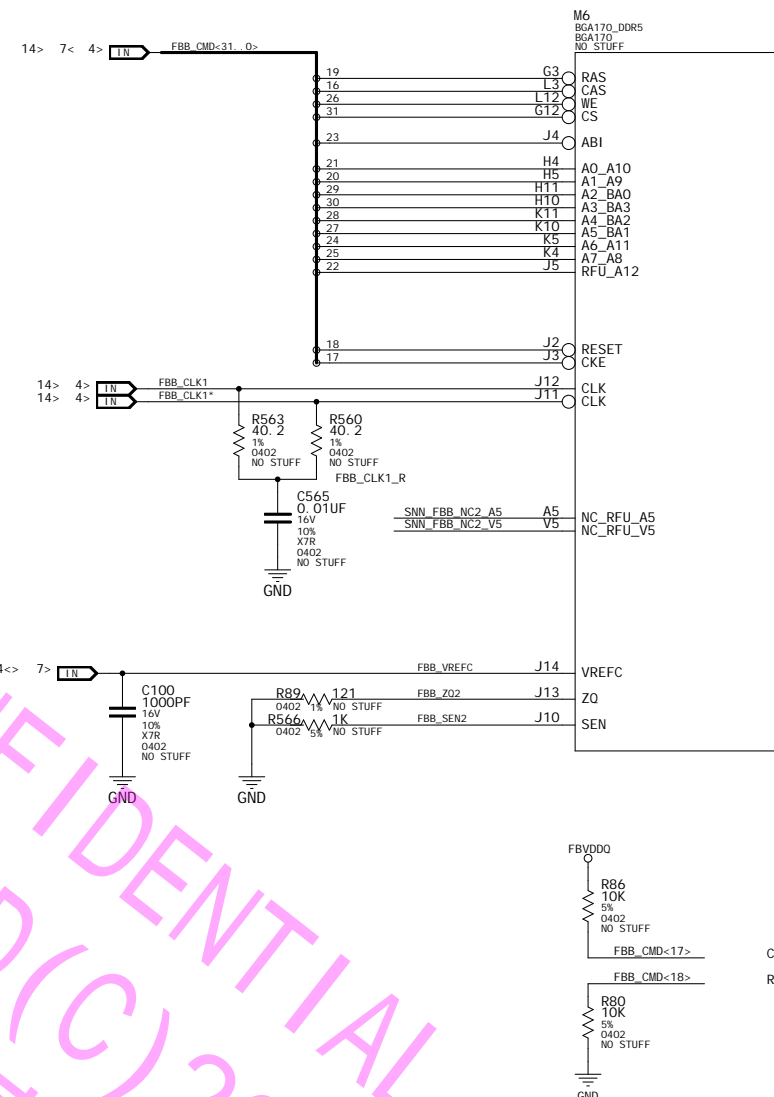 M6
BGA170_DDR5
BGA170
NO STUFF
14> 7< 4> IN FBB_CMD<31..0>
19 G3 RAS
16 L3 CAS
26 L12 WE
31 G12 CS
23 J4 ABI
21 H4 A0_A10
20 H5 A1_A9
29 H11 A2_BA0
30 H10 A3_BA3
28 K11 A4_BA2
27 K10 A5_BA1
24 K5 A6_A11
25 K4 A7_A8
22 J5 RFU_A12
18 J2 RESET
17 J3 CKE
14> 4> IN FBB_CLK1 J12 CLK
14> 4> IN FBB_CLK1* J11 CLK
R563
40.2
1%
0402
NO STUFF
R560
40.2
1%
0402
NO STUFF
FBB_CLK1_R
C565
0.01UF
16V
10%
X7R
0402
NO STUFF
GND
SNN_FBB_NC2_A5 A5 NC_RFU_A5
SNN_FBB_NC2_V5 V5 NC_RFU_V5
4<> 7> IN FBB_VREFC J14 VREFC
C100
1000PF
16V
10%
X7R
0402
NO STUFF
GND
R89 121 FBB_ZQ2 J13 ZQ
0402 1% NO STUFF
R566 1K FBB_SEN2 J10 SEN
0402 5% NO STUFF
GND
FBVDDQ
R86
10K
5%
0402
NO STUFF
FBB_CMD<17> C
FBB_CMD<18> R
R80
10K
5%
0402
NO STUFF
GND
FIDENTIAL
D(C)